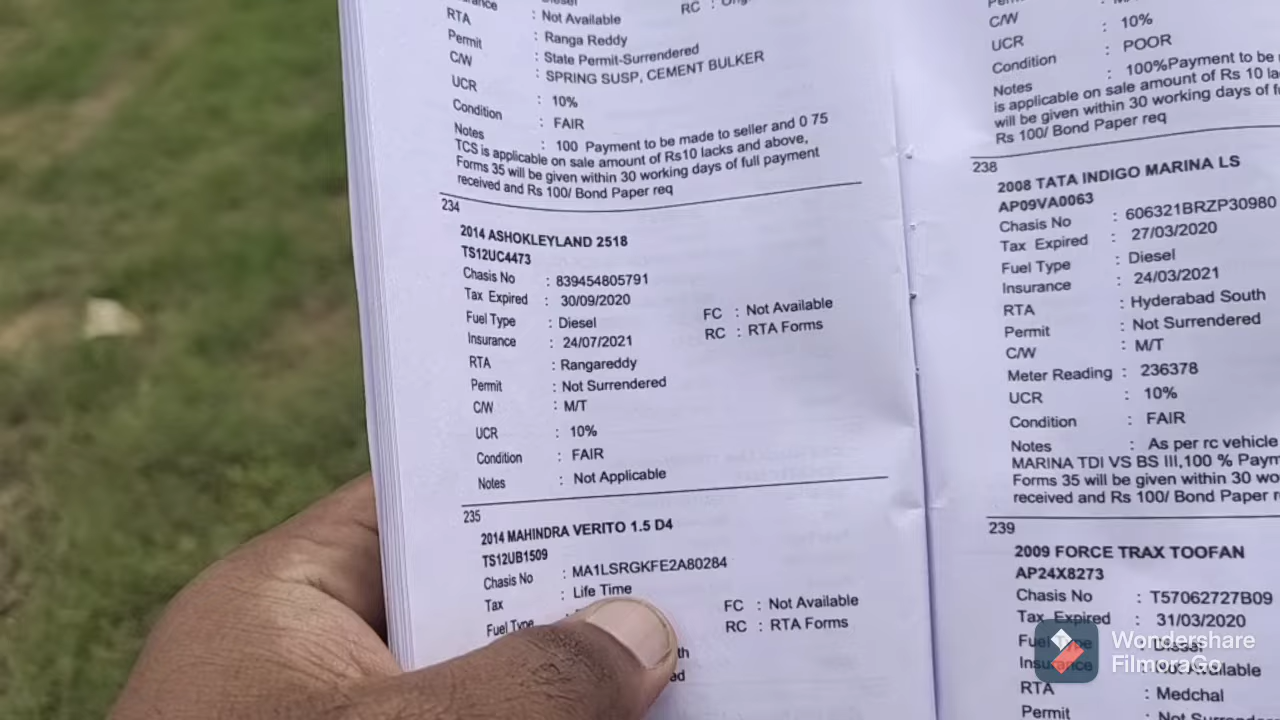 RTA : Not Available
Permit : Ranga Reddy
C/W : State Permit-Surrendered
UCR : SPRING SUSP, CEMENT BULKER
Condition : 10%
Notes : FAIR
: 100 Payment to be made to seller and 0 75
TCS is applicable on sale amount of Rs10 lacks and above,
Forms 35 will be given within 30 working days of full payment
received and Rs 100/ Bond Paper req
234
2014 ASHOKLEYLAND 2518
TS12UC4473
Chasis No : 839454805791
Tax Expired : 30/09/2020
Fuel Type : Diesel FC : Not Available
Insurance : 24/07/2021 RC : RTA Forms
RTA : Rangareddy
Permit : Not Surrendered
C/W : M/T
UCR : 10%
Condition : FAIR
Notes : Not Applicable
235
2014 MAHINDRA VERITO 1.5 D4
TS12UB1509
Chasis No : MA1LSRGKFE2A80284
Tax : Life Time
Fuel Type FC : Not Available
RC : RTA Forms
C/W : 10%
UCR : POOR
Condition : 100%Payment to be
Notes
is applicable on sale amount of Rs 10
will be given within 30 working days of
Rs 100/ Bond Paper req
238
2008 TATA INDIGO MARINA LS
AP09VA0063
Chasis No : 606321BRZP30980
Tax Expired : 27/03/2020
Fuel Type : Diesel
Insurance : 24/03/2021
RTA : Hyderabad South
Permit : Not Surrendered
C/W : M/T
Meter Reading : 236378
UCR : 10%
Condition : FAIR
Notes : As per rc vehicle
MARINA TDI VS BS III,100 %
Forms 35 will be given within 30
received and Rs 100/ Bond Paper
239
2009 FORCE TRAX TOOFAN
AP24X8273
Chasis No : T57062727B09
Tax Expired : 31/03/2020
Fuel Type : Diesel
Insurance : Not Available
RTA : Medchal
Permit : Not
Wondershare
FilmoraGo